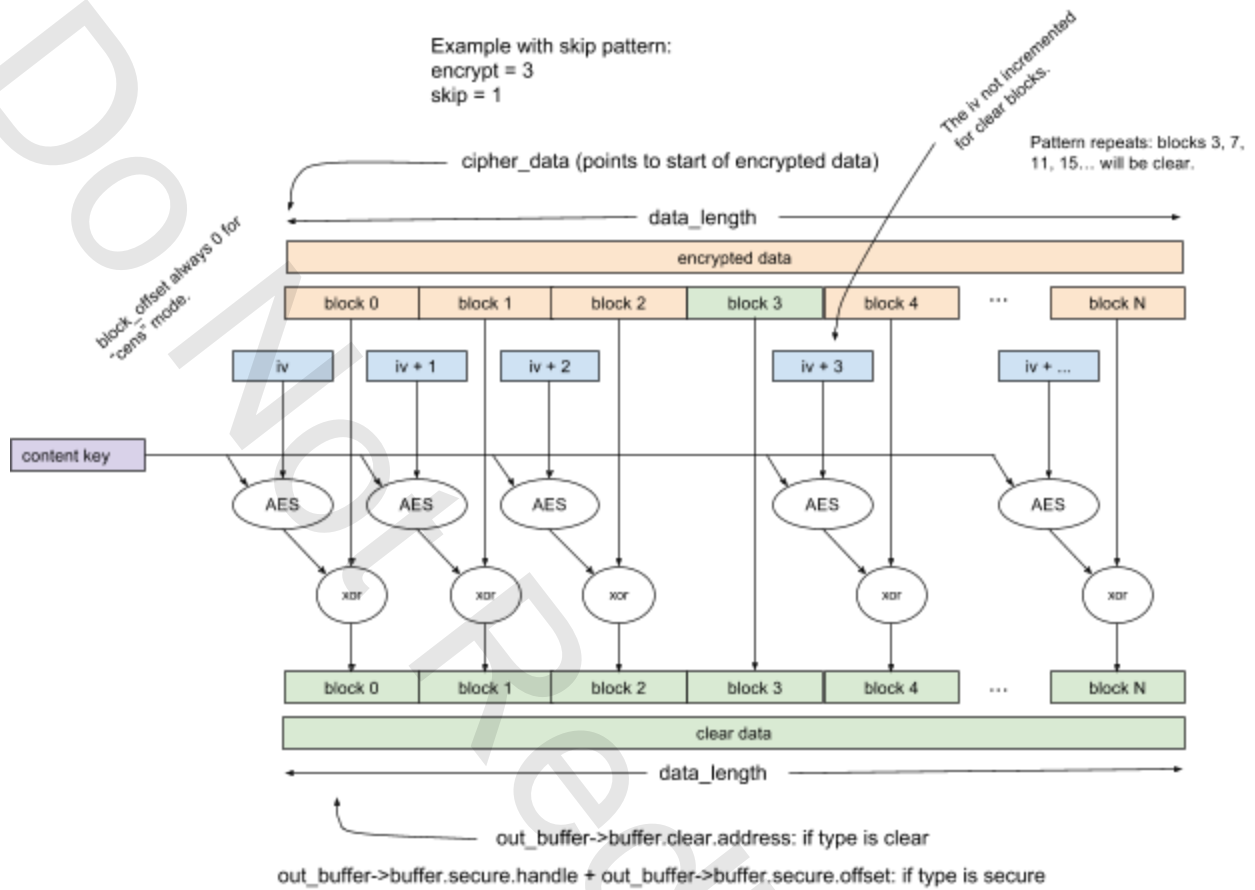 Example with skip pattern:
encrypt = 3
skip = 1
The iv not incremented
for clear blocks.
Pattern repeats: blocks 3, 7,
11, 15... will be clear.
cipher_data (points to start of encrypted data)
data_length
block_offset always 0 for
"cens" mode.
encrypted data
block 0 block 1 block 2 block 3 block 4 ... block N
iv iv + 1 iv + 2 iv + 3 iv + ...
content key
AES AES AES AES AES
xor xor xor xor xor
block 0 block 1 block 2 block 3 block 4 ... block N
clear data
data_length
out_buffer->buffer.clear.address: if type is clear
out_buffer->buffer.secure.handle + out_buffer->buffer.secure.offset: if type is secure
Do Not Red